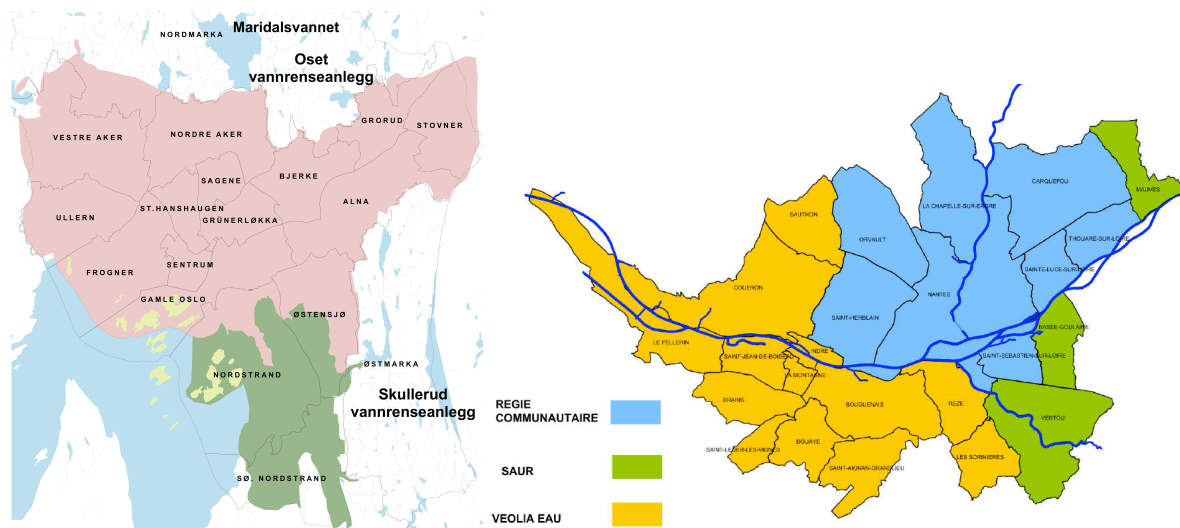 NORDMARKA
Maridalsvannet
Oset
vannrenseanlegg
GRORUD
STOVNER
VESTRE AKER
NORDRE AKER
SAGENE
BJERKE
ULLERN
ST.HANSHAUGEN
GRÜNERLØKKA
ALNA
FROGNER
SENTRUM
GAMLE OSLO
ØSTENSJØ
NORDSTRAND
ØSTMARKA
Skullerud
vannrenseanlegg
SØ. NORDSTRAND
CARQUEFOU
MAUVES
LA CHAPELLE-SUR-ERDRE
SAUTRON
ORVAULT
THOUARE-SUR-LOIRE
SAINTE-LUCE-SUR-LOIRE
COUERON
NANTES
SAINT-HERBLAIN
BASSE-GOULAINE
LE PELLERIN
INDRE
SAINT-JEAN-DE-BOISEAU
SAINT-SEBASTIEN-SUR-LOIRE
LA MONTAGNE
BRAINS
BOUGUENAIS
REZE
VERTOU
BOUAYE
SAINT-LEGER-LES-VIGNES
SAINT-AIGNAN-GRANDLIEU
LES SORINIERES
REGIE
COMMUNAUTAIRE
SAUR
VEOLIA EAU